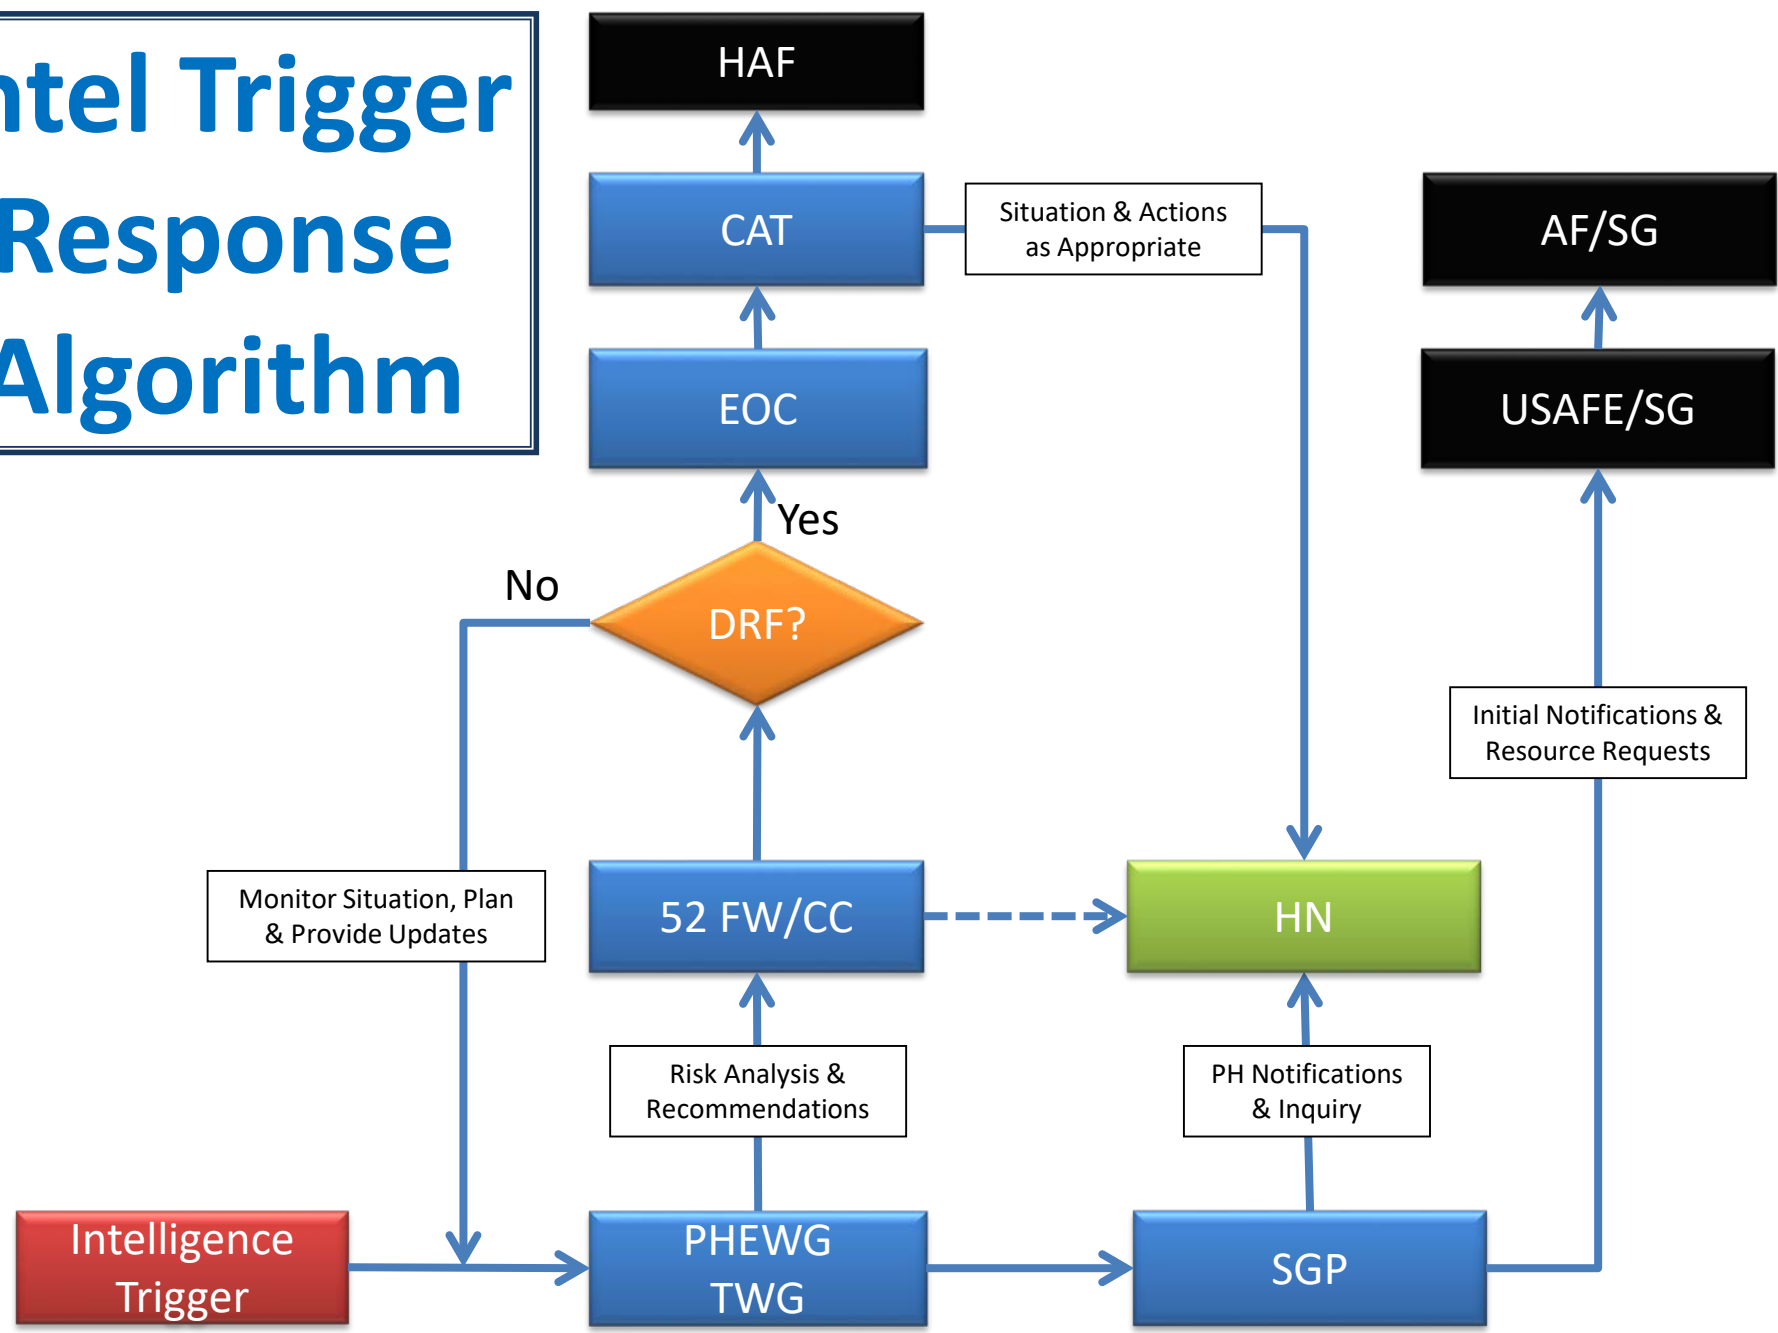 ntel Trigger
Response
Algorithm
HAF
CAT
Situation & Actions
as Appropriate
AF/SG
EOC
USAFE/SG
Yes
No
DRF?
Initial Notifications &
Resource Requests
Monitor Situation, Plan
& Provide Updates
52 FW/CC
HN
Risk Analysis &
Recommendations
PH Notifications
& Inquiry
Intelligence
Trigger
PHEWG
TWG
SGP